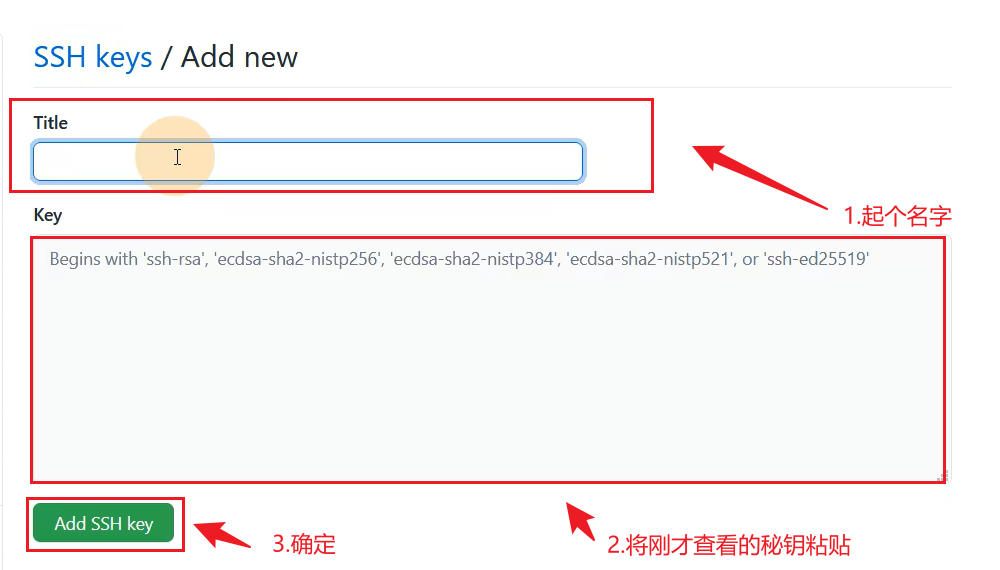 SSH keys / Add new
Title
1.起个名字
Key
Begins with 'ssh-rsa', 'ecdsa-sha2-nistp256', 'ecdsa-sha2-nistp384', 'ecdsa-sha2-nistp521', or 'ssh-ed25519'
Add SSH key
3.确定
2.将刚才查看的秘钥粘贴